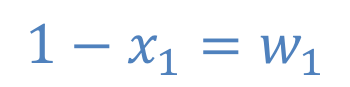 1 − x₁ = w₁